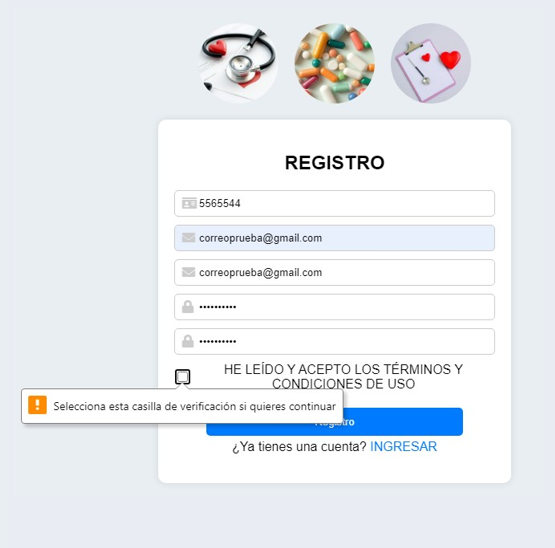 REGISTRO
5565544
correoprueba@gmail.com
correoprueba@gmail.com
••••••••••
••••••••••
HE LEÍDO Y ACEPTO LOS TÉRMINOS Y
CONDICIONES DE USO
Selecciona esta casilla de verificación si quieres continuar
Registro
¿Ya tienes una cuenta? INGRESAR